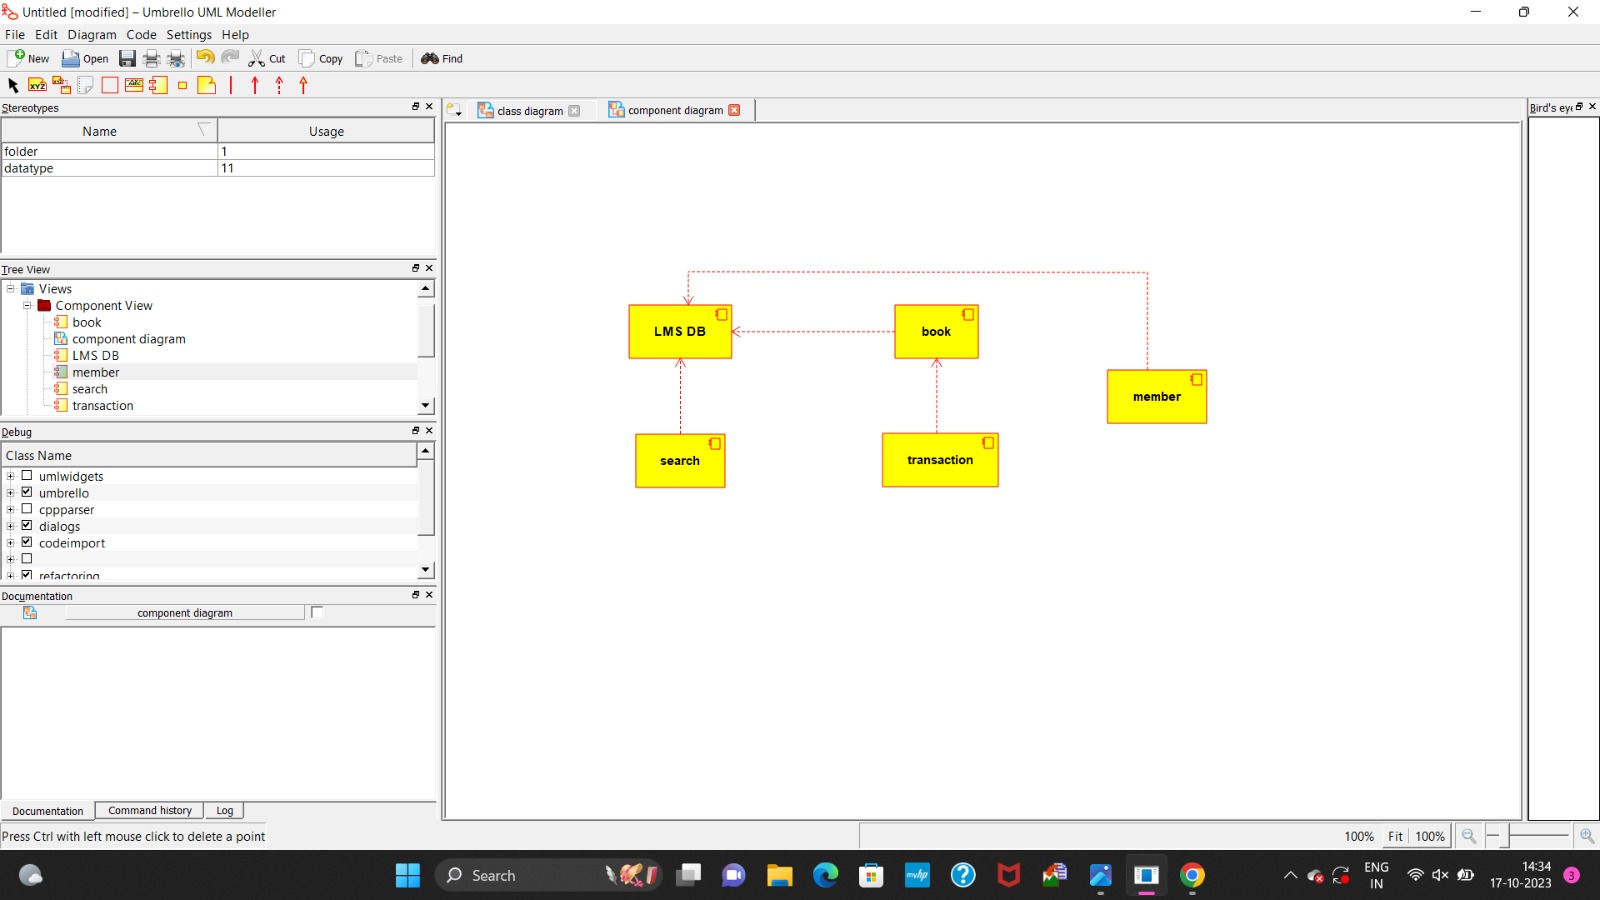 Untitled [modified] – Umbrello UML Modeller
File Edit Diagram Code Settings Help
New Open Cut Copy Paste Find
XYZ
Stereotypes
Name Usage
folder 1
datatype 11
Tree View
Views
Component View
book
component diagram
LMS DB
member
search
transaction
Debug
Class Name
umlwidgets
umbrello
cppparser
dialogs
codeimport
refactoring
Documentation
component diagram
Documentation Command history Log
class diagram component diagram
Bird's eye
LMS DB
book
member
search
transaction
Press Ctrl with left mouse click to delete a point
100% Fit 100%
Search
myhp
ENG
IN
14:34
17-10-2023
3